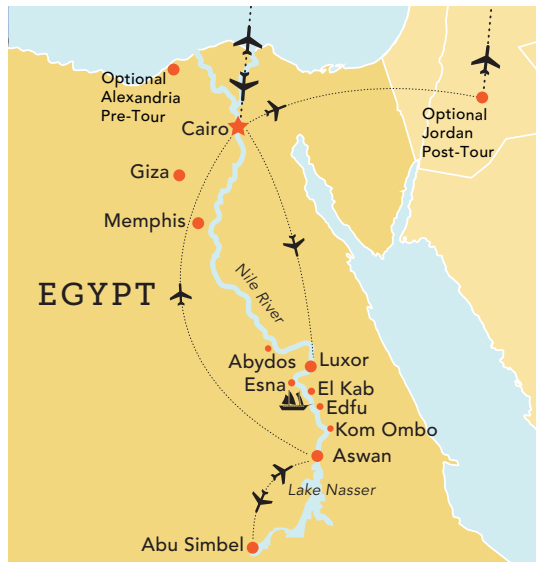 Optional
Alexandria
Pre-Tour
Cairo
Optional
Jordan
Post-Tour
Giza
Memphis
EGYPT
Nile River
Abydos
Luxor
Esna
El Kab
Edfu
Kom Ombo
Aswan
Lake Nasser
Abu Simbel